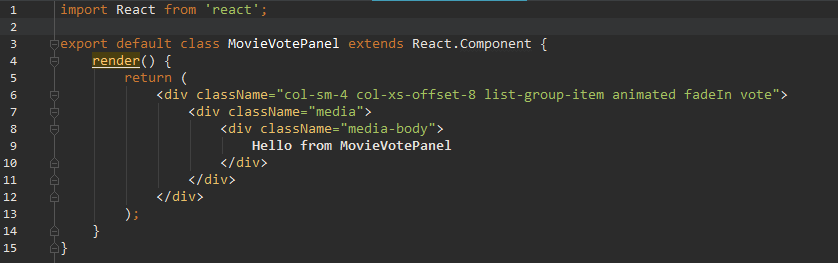 1 import React from 'react';
2
3 export default class MovieVotePanel extends React.Component {
4     render() {
5         return (
6             <div className="col-sm-4 col-xs-offset-8 list-group-item animated fadeIn vote">
7                 <div className="media">
8                     <div className="media-body">
9                         Hello from MovieVotePanel
10                     </div>
11                 </div>
12             </div>
13         );
14     }
15 }